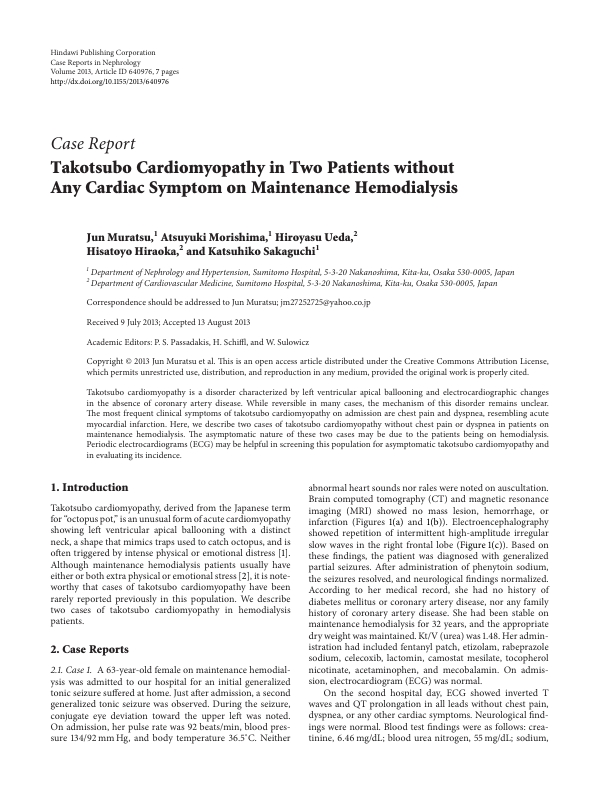 Hindawi Publishing Corporation
Case Reports in Nephrology
Volume 2013, Article ID 640976, 7 pages
http://dx.doi.org/10.1155/2013/640976
Case Report
Takotsubo Cardiomyopathy in Two Patients without
Any Cardiac Symptom on Maintenance Hemodialysis
Jun Muratsu,1 Atsuyuki Morishima,1 Hiroyasu Ueda,2
Hisatoyo Hiraoka,2 and Katsuhiko Sakaguchi1
1 Department of Nephrology and Hypertension, Sumitomo Hospital, 5-3-20 Nakanoshima, Kita-ku, Osaka 530-0005, Japan
2 Department of Cardiovascular Medicine, Sumitomo Hospital, 5-3-20 Nakanoshima, Kita-ku, Osaka 530-0005, Japan
Correspondence should be addressed to Jun Muratsu; jm27252725@yahoo.co.jp
Received 9 July 2013; Accepted 13 August 2013
Academic Editors: P. S. Passadakis, H. Schiffl, and W. Sulowicz
Copyright © 2013 Jun Muratsu et al. This is an open access article distributed under the Creative Commons Attribution License,
which permits unrestricted use, distribution, and reproduction in any medium, provided the original work is properly cited.
Takotsubo cardiomyopathy is a disorder characterized by left ventricular apical ballooning and electrocardiographic changes
in the absence of coronary artery disease. While reversible in many cases, the mechanism of this disorder remains unclear.
The most frequent clinical symptoms of takotsubo cardiomyopathy on admission are chest pain and dyspnea, resembling acute
myocardial infarction. Here, we describe two cases of takotsubo cardiomyopathy without chest pain or dyspnea in patients on
maintenance hemodialysis. The asymptomatic nature of these two cases may be due to the patients being on hemodialysis.
Periodic electrocardiograms (ECG) may be helpful in screening this population for asymptomatic takotsubo cardiomyopathy and
in evaluating its incidence.
1. Introduction
Takotsubo cardiomyopathy, derived from the Japanese term
for “octopus pot,” is an unusual form of acute cardiomyopathy
showing left ventricular apical ballooning with a distinct
neck, a shape that mimics traps used to catch octopus, and is
often triggered by intense physical or emotional distress [1].
Although maintenance hemodialysis patients usually have
either or both extra physical or emotional stress [2], it is note-
worthy that cases of takotsubo cardiomyopathy have been
rarely reported previously in this population. We describe
two cases of takotsubo cardiomyopathy in hemodialysis
patients.
2. Case Reports
2.1. Case 1. A 63-year-old female on maintenance hemodial-
ysis was admitted to our hospital for an initial generalized
tonic seizure suffered at home. Just after admission, a second
generalized tonic seizure was observed. During the seizure,
conjugate eye deviation toward the upper left was noted.
On admission, her pulse rate was 92 beats/min, blood pres-
sure 134/92 mm Hg, and body temperature 36.5°C. Neither
abnormal heart sounds nor rales were noted on auscultation.
Brain computed tomography (CT) and magnetic resonance
imaging (MRI) showed no mass lesion, hemorrhage, or
infarction (Figures 1(a) and 1(b)). Electroencephalography
showed repetition of intermittent high-amplitude irregular
slow waves in the right frontal lobe (Figure 1(c)). Based on
these findings, the patient was diagnosed with generalized
partial seizures. After administration of phenytoin sodium,
the seizures resolved, and neurological findings normalized.
According to her medical record, she had no history of
diabetes mellitus or coronary artery disease, nor any family
history of coronary artery disease. She had been stable on
maintenance hemodialysis for 32 years, and the appropriate
dry weight was maintained. Kt/V (urea) was 1.48. Her admin-
istration had included fentanyl patch, etizolam, rabeprazole
sodium, celecoxib, lactomin, camostat mesilate, tocopherol
nicotinate, acetaminophen, and mecobalamin. On admis-
sion, electrocardiogram (ECG) was normal.
On the second hospital day, ECG showed inverted T
waves and QT prolongation in all leads without chest pain,
dyspnea, or any other cardiac symptoms. Neurological find-
ings were normal. Blood test findings were as follows: crea-
tinine, 6.46 mg/dL; blood urea nitrogen, 55 mg/dL; sodium,